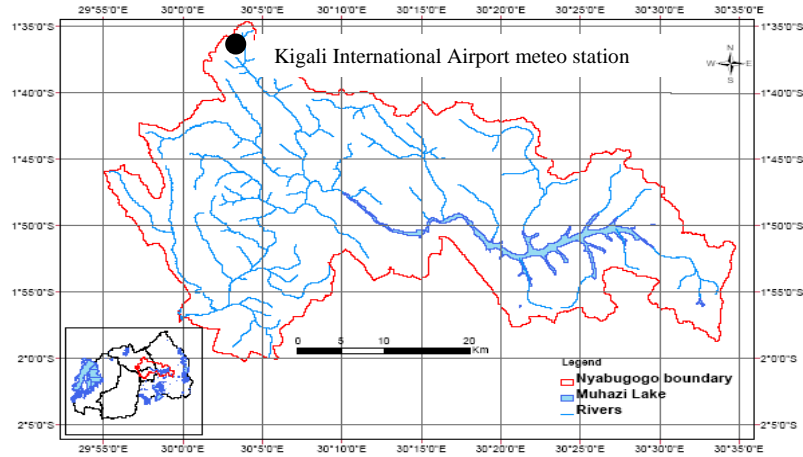 29°55'0"E 30°0'0"E 30°5'0"E 30°10'0"E 30°15'0"E 30°20'0"E 30°25'0"E 30°30'0"E 30°35'0"E
1°35'0"S 1°35'0"S
Kigali International Airport meteo station
N
W E
S
1°40'0"S 1°40'0"S
1°45'0"S 1°45'0"S
1°50'0"S 1°50'0"S
1°55'0"S 1°55'0"S
0 5 10 20
Km
2°0'0"S 2°0'0"S
Legend
Nyabugogo boundary
Muhazi Lake
Rivers
2°5'0"S 2°5'0"S
29°55'0"E 30°0'0"E 30°5'0"E 30°10'0"E 30°15'0"E 30°20'0"E 30°25'0"E 30°30'0"E 30°35'0"E